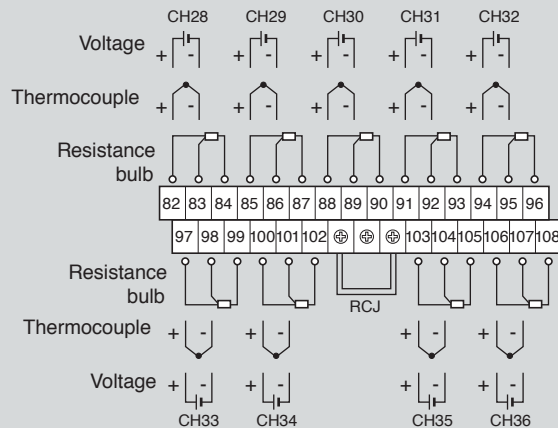 CH28 CH29 CH30 CH31 CH32
Voltage + - + - + - + - + -
Thermocouple + - + - + - + - + -
Resistance
bulb
82 83 84 85 86 87 88 89 90 91 92 93 94 95 96
97 98 99 100 101 102 103 104 105 106 107 108
Resistance
bulb
RCJ
Thermocouple + - + - + - + -
Voltage + - + - + - + -
CH33 CH34 CH35 CH36